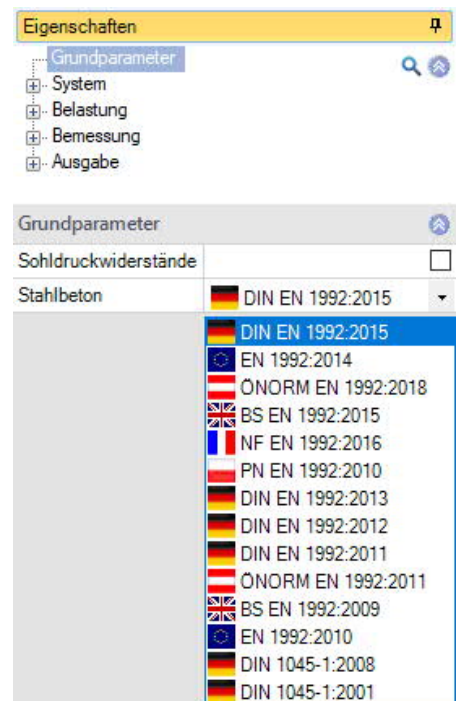 Eigenschaften
Grundparameter
System
Belastung
Bemessung
Ausgabe
Grundparameter
Sohldruckwiderstände
Stahlbeton DIN EN 1992:2015
DIN EN 1992:2015
EN 1992:2014
ÖNORM EN 1992:2018
BS EN 1992:2015
NF EN 1992:2016
PN EN 1992:2010
DIN EN 1992:2013
DIN EN 1992:2012
DIN EN 1992:2011
ÖNORM EN 1992:2011
BS EN 1992:2009
EN 1992:2010
DIN 1045-1:2008
DIN 1045-1:2001